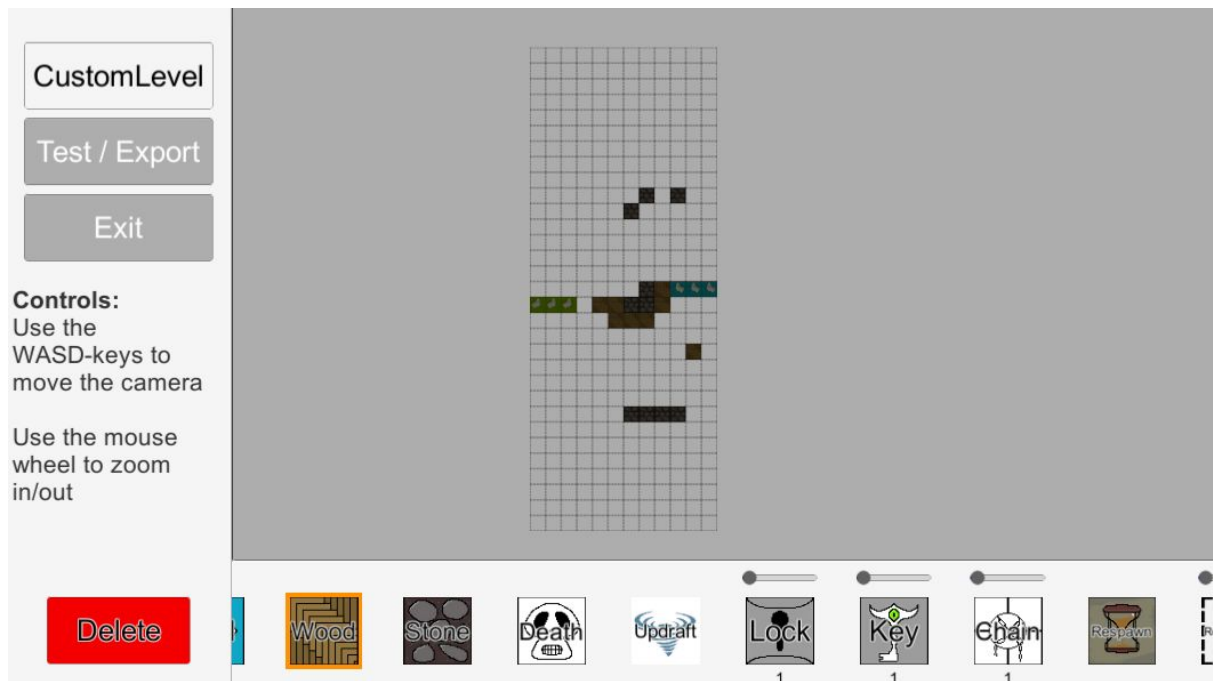 CustomLevel
Test / Export
Exit
Controls:
Use the
WASD-keys to
move the camera
Use the mouse
wheel to zoom
in/out
Delete
Wood
Stone
Death
Updraft
Lock
Key
Chain
Respawn
1
1
1